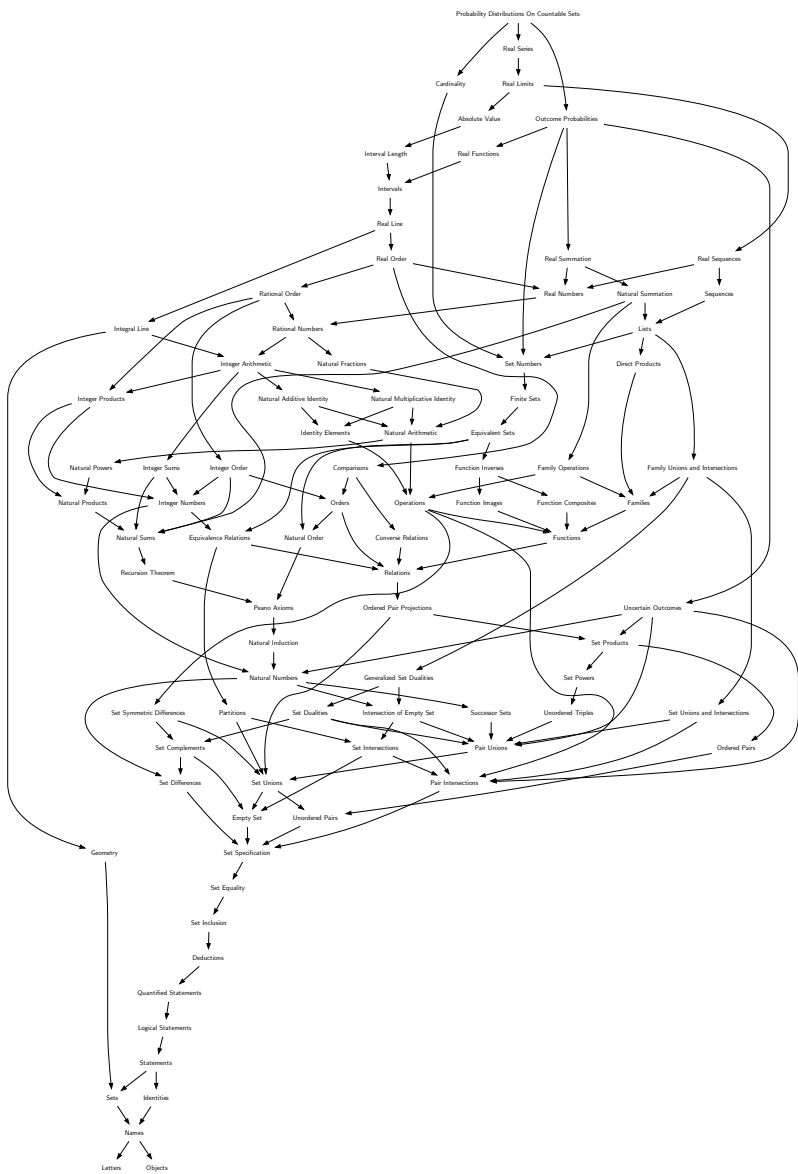 Probability Distributions On Countable Sets
Real Series
Cardinality
Real Limits
Absolute Value
Outcome Probabilities
Interval Length
Real Functions
Intervals
Real Line
Real Order
Real Summation
Real Sequences
Rational Order
Real Numbers
Natural Summation
Sequences
Integral Line
Rational Numbers
Lists
Integer Arithmetic
Natural Fractions
Set Numbers
Direct Products
Integer Products
Natural Additive Identity
Natural Multiplicative Identity
Finite Sets
Identity Elements
Natural Arithmetic
Equivalent Sets
Natural Powers
Integer Sums
Integer Order
Comparisons
Function Inverses
Family Operations
Family Unions and Intersections
Natural Products
Integer Numbers
Orders
Operations
Function Images
Function Composites
Families
Natural Sums
Equivalence Relations
Natural Order
Converse Relations
Functions
Recursion Theorem
Relations
Peano Axioms
Ordered Pair Projections
Uncertain Outcomes
Natural Induction
Set Products
Natural Numbers
Generalized Set Dualities
Set Powers
Set Symmetric Differences
Partitions
Set Dualities
Intersection of Empty Set
Successor Sets
Unordered Triples
Set Unions and Intersections
Set Complements
Set Intersections
Pair Unions
Ordered Pairs
Set Differences
Set Unions
Pair Intersections
Empty Set
Unordered Pairs
Geometry
Set Specification
Set Equality
Set Inclusion
Deductions
Quantified Statements
Logical Statements
Statements
Sets
Identities
Names
Letters
Objects